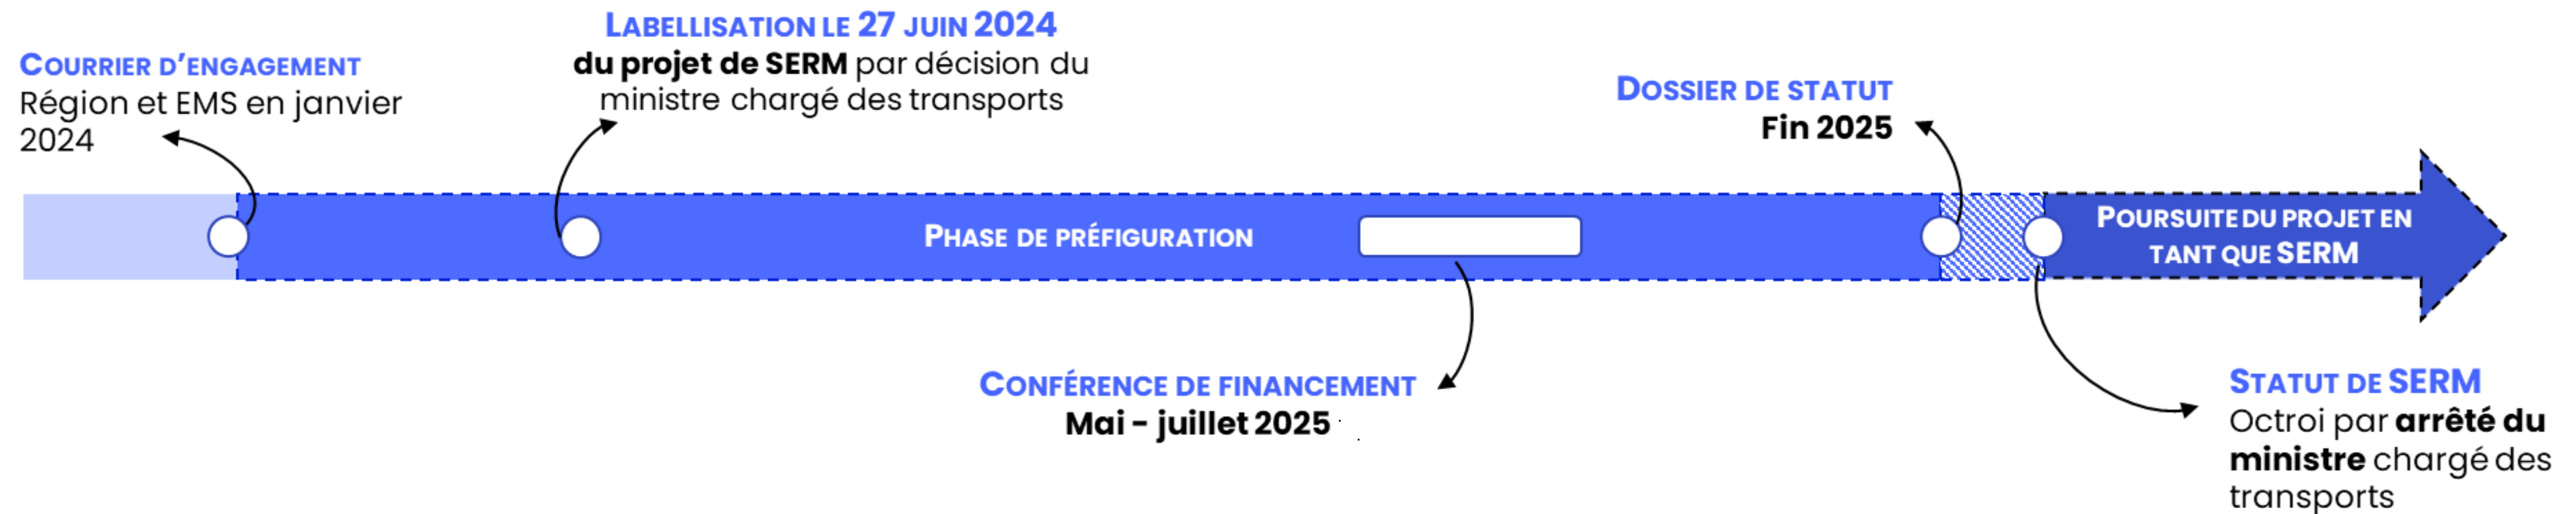 COURRIER D'ENGAGEMENT
Région et EMS en janvier
2024
LABELLISATION LE 27 JUIN 2024
du projet de SERM par décision du
ministre chargé des transports
DOSSIER DE STATUT
Fin 2025
PHASE DE PRÉFIGURATION
POURSUITE DU PROJET EN
TANT QUE SERM
CONFÉRENCE DE FINANCEMENT
Mai - juillet 2025
STATUT DE SERM
Octroi par arrêté du
ministre chargé des
transports